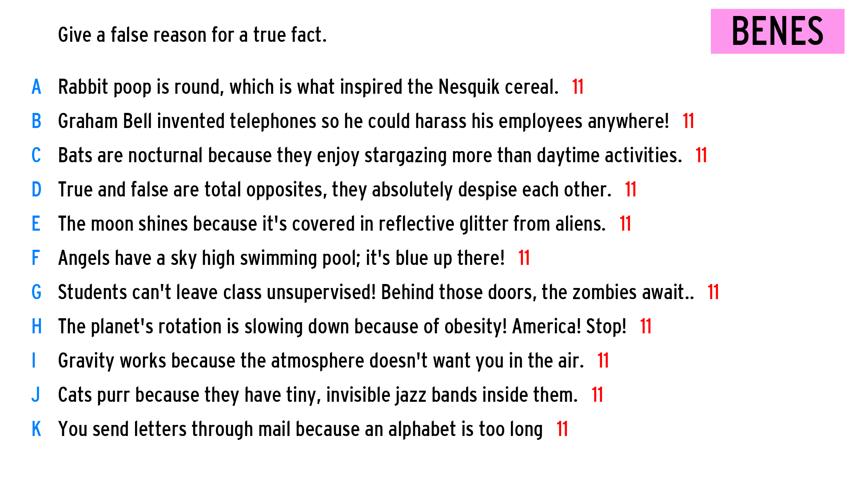 Give a false reason for a true fact.
BENES
A Rabbit poop is round, which is what inspired the Nesquik cereal. 11
B Graham Bell invented telephones so he could harass his employees anywhere! 11
C Bats are nocturnal because they enjoy stargazing more than daytime activities. 11
D True and false are total opposites, they absolutely despise each other. 11
E The moon shines because it's covered in reflective glitter from aliens. 11
F Angels have a sky high swimming pool; it's blue up there! 11
G Students can't leave class unsupervised! Behind those doors, the zombies await.. 11
H The planet's rotation is slowing down because of obesity! America! Stop! 11
I Gravity works because the atmosphere doesn't want you in the air. 11
J Cats purr because they have tiny, invisible jazz bands inside them. 11
K You send letters through mail because an alphabet is too long 11